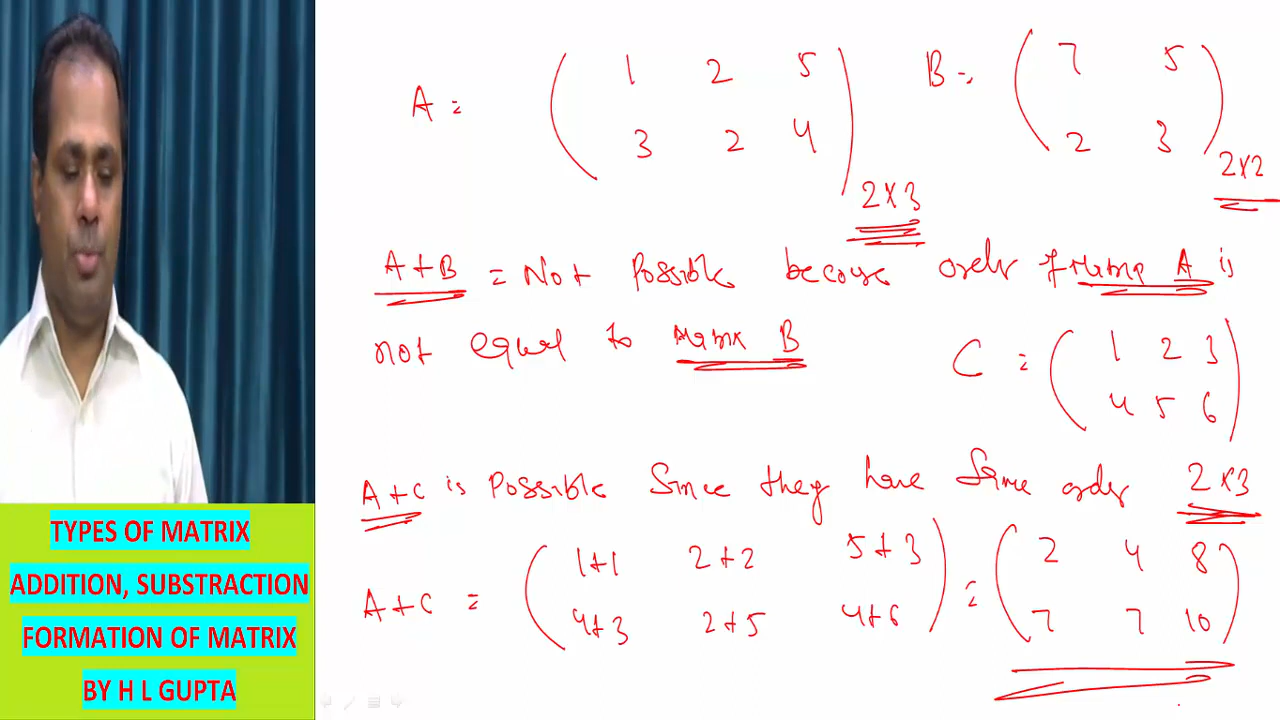 A = ( 1 2 5
3 2 4 ) 2×3
B = ( 7 5
2 3 ) 2×2
A+B = Not Possible because order of Matrix A is
not equal to Matrix B
C = ( 1 2 3
4 5 6 )
A+C is Possible Since they have Same order 2×3
A+C = ( 1+1 2+2 5+3
4+3 2+5 4+6 ) = ( 2 4 8
7 7 10 )
TYPES OF MATRIX
ADDITION, SUBSTRACTION
FORMATION OF MATRIX
BY H L GUPTA